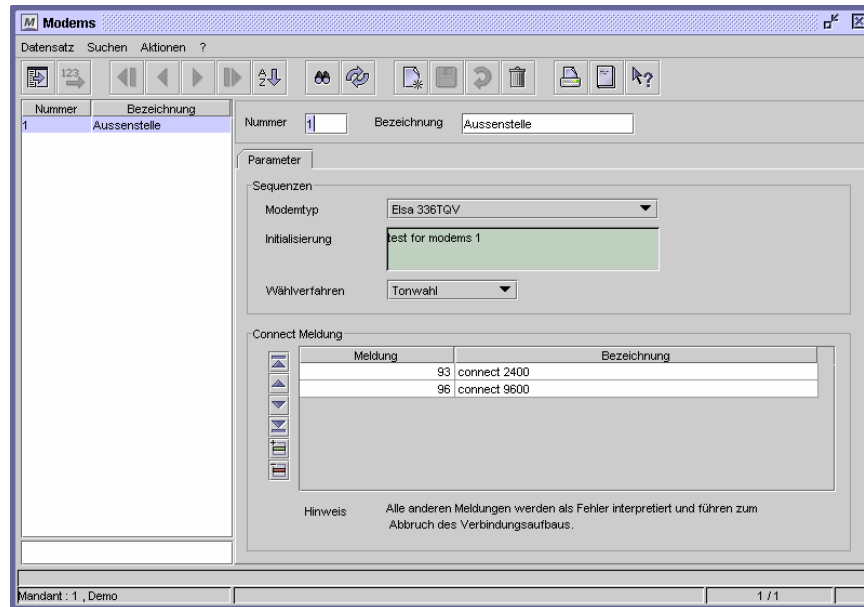 Modems
Datensatz Suchen Aktionen ?
Nummer Bezeichnung
1 Aussenstelle
Nummer 1 Bezeichnung Aussenstelle
Parameter
Sequenzen
Modemtyp Elsa 336TQV
Initialisierung test for modems 1
Wählverfahren Tonwahl
Connect Meldung
Meldung Bezeichnung
93 connect 2400
96 connect 9600
Hinweis Alle anderen Meldungen werden als Fehler interpretiert und führen zum
Abbruch des Verbindungsaufbaus.
Mandant : 1 , Demo 1 / 1